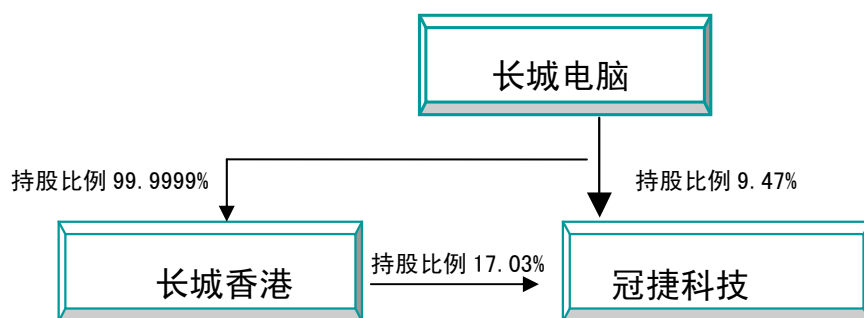 长城电脑
持股比例 99.9999%
持股比例 9.47%
长城香港
持股比例 17.03%
冠捷科技